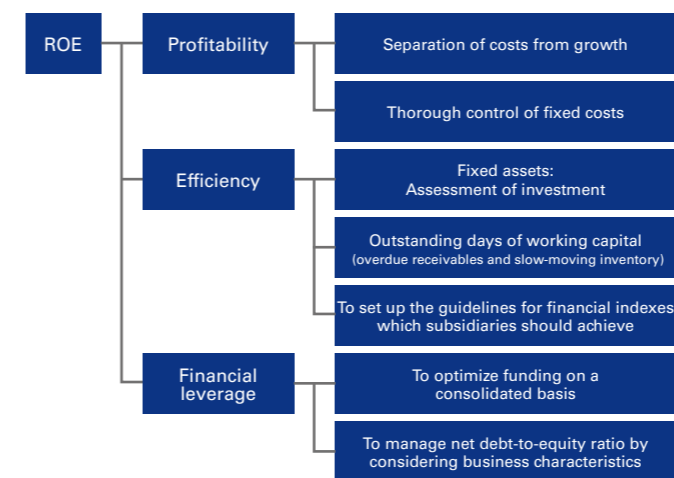 ROE
Profitability
Separation of costs from growth
Thorough control of fixed costs
Efficiency
Fixed assets:
Assessment of investment
Outstanding days of working capital
(overdue receivables and slow-moving inventory)
To set up the guidelines for financial indexes
which subsidiaries should achieve
Financial
leverage
To optimize funding on a
consolidated basis
To manage net debt-to-equity ratio by
considering business characteristics